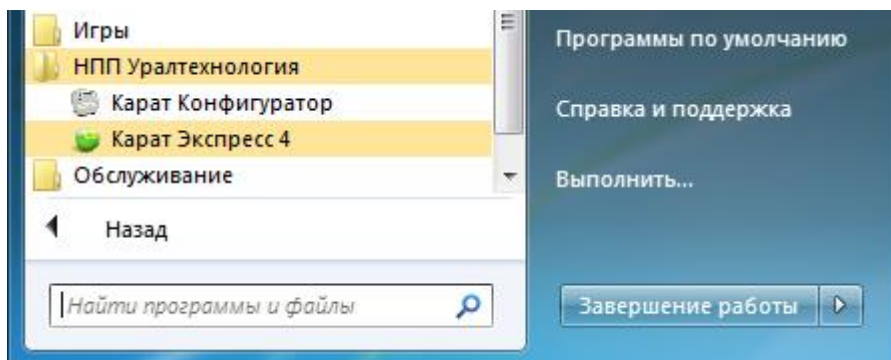 Игры
НПП Уралтехнология
Карат Конфигуратор
Карат Экспресс 4
Обслуживание
Назад
Найти программы и файлы
Программы по умолчанию
Справка и поддержка
Выполнить...
Завершение работы